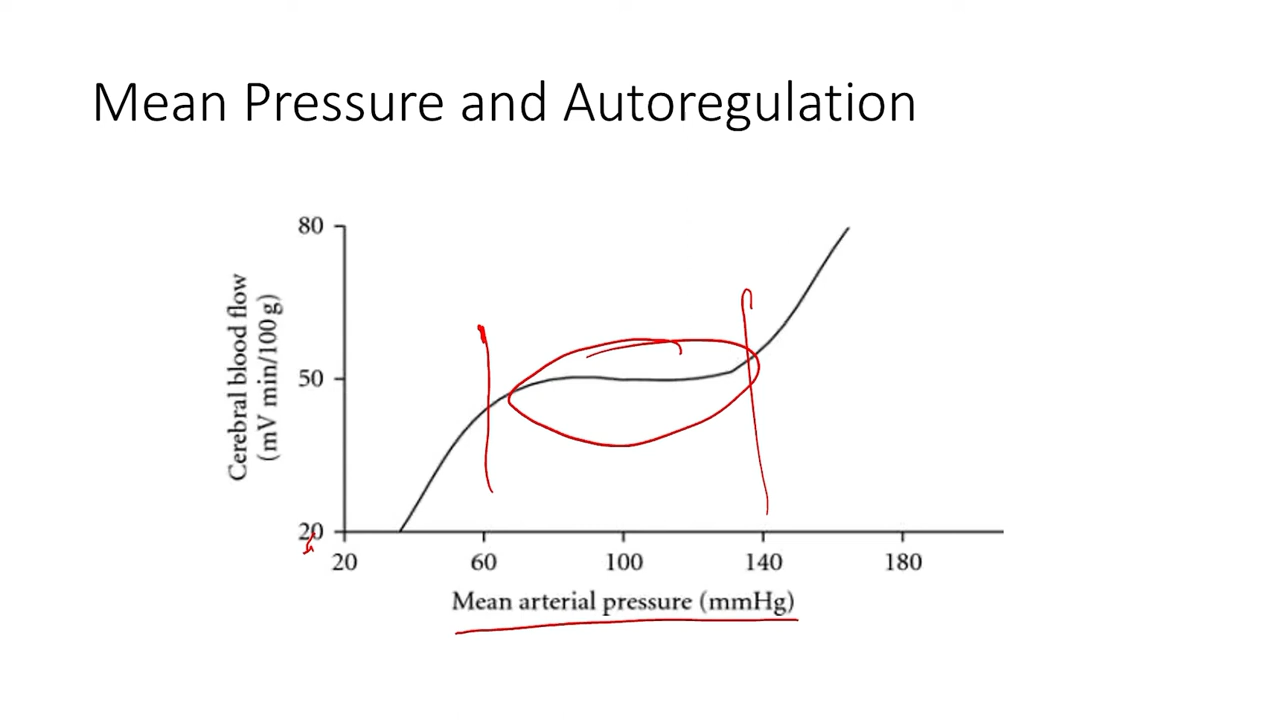 Mean Pressure and Autoregulation
80
50
20
Cerebral blood flow
(mV min/100 g)
20 60 100 140 180
Mean arterial pressure (mmHg)